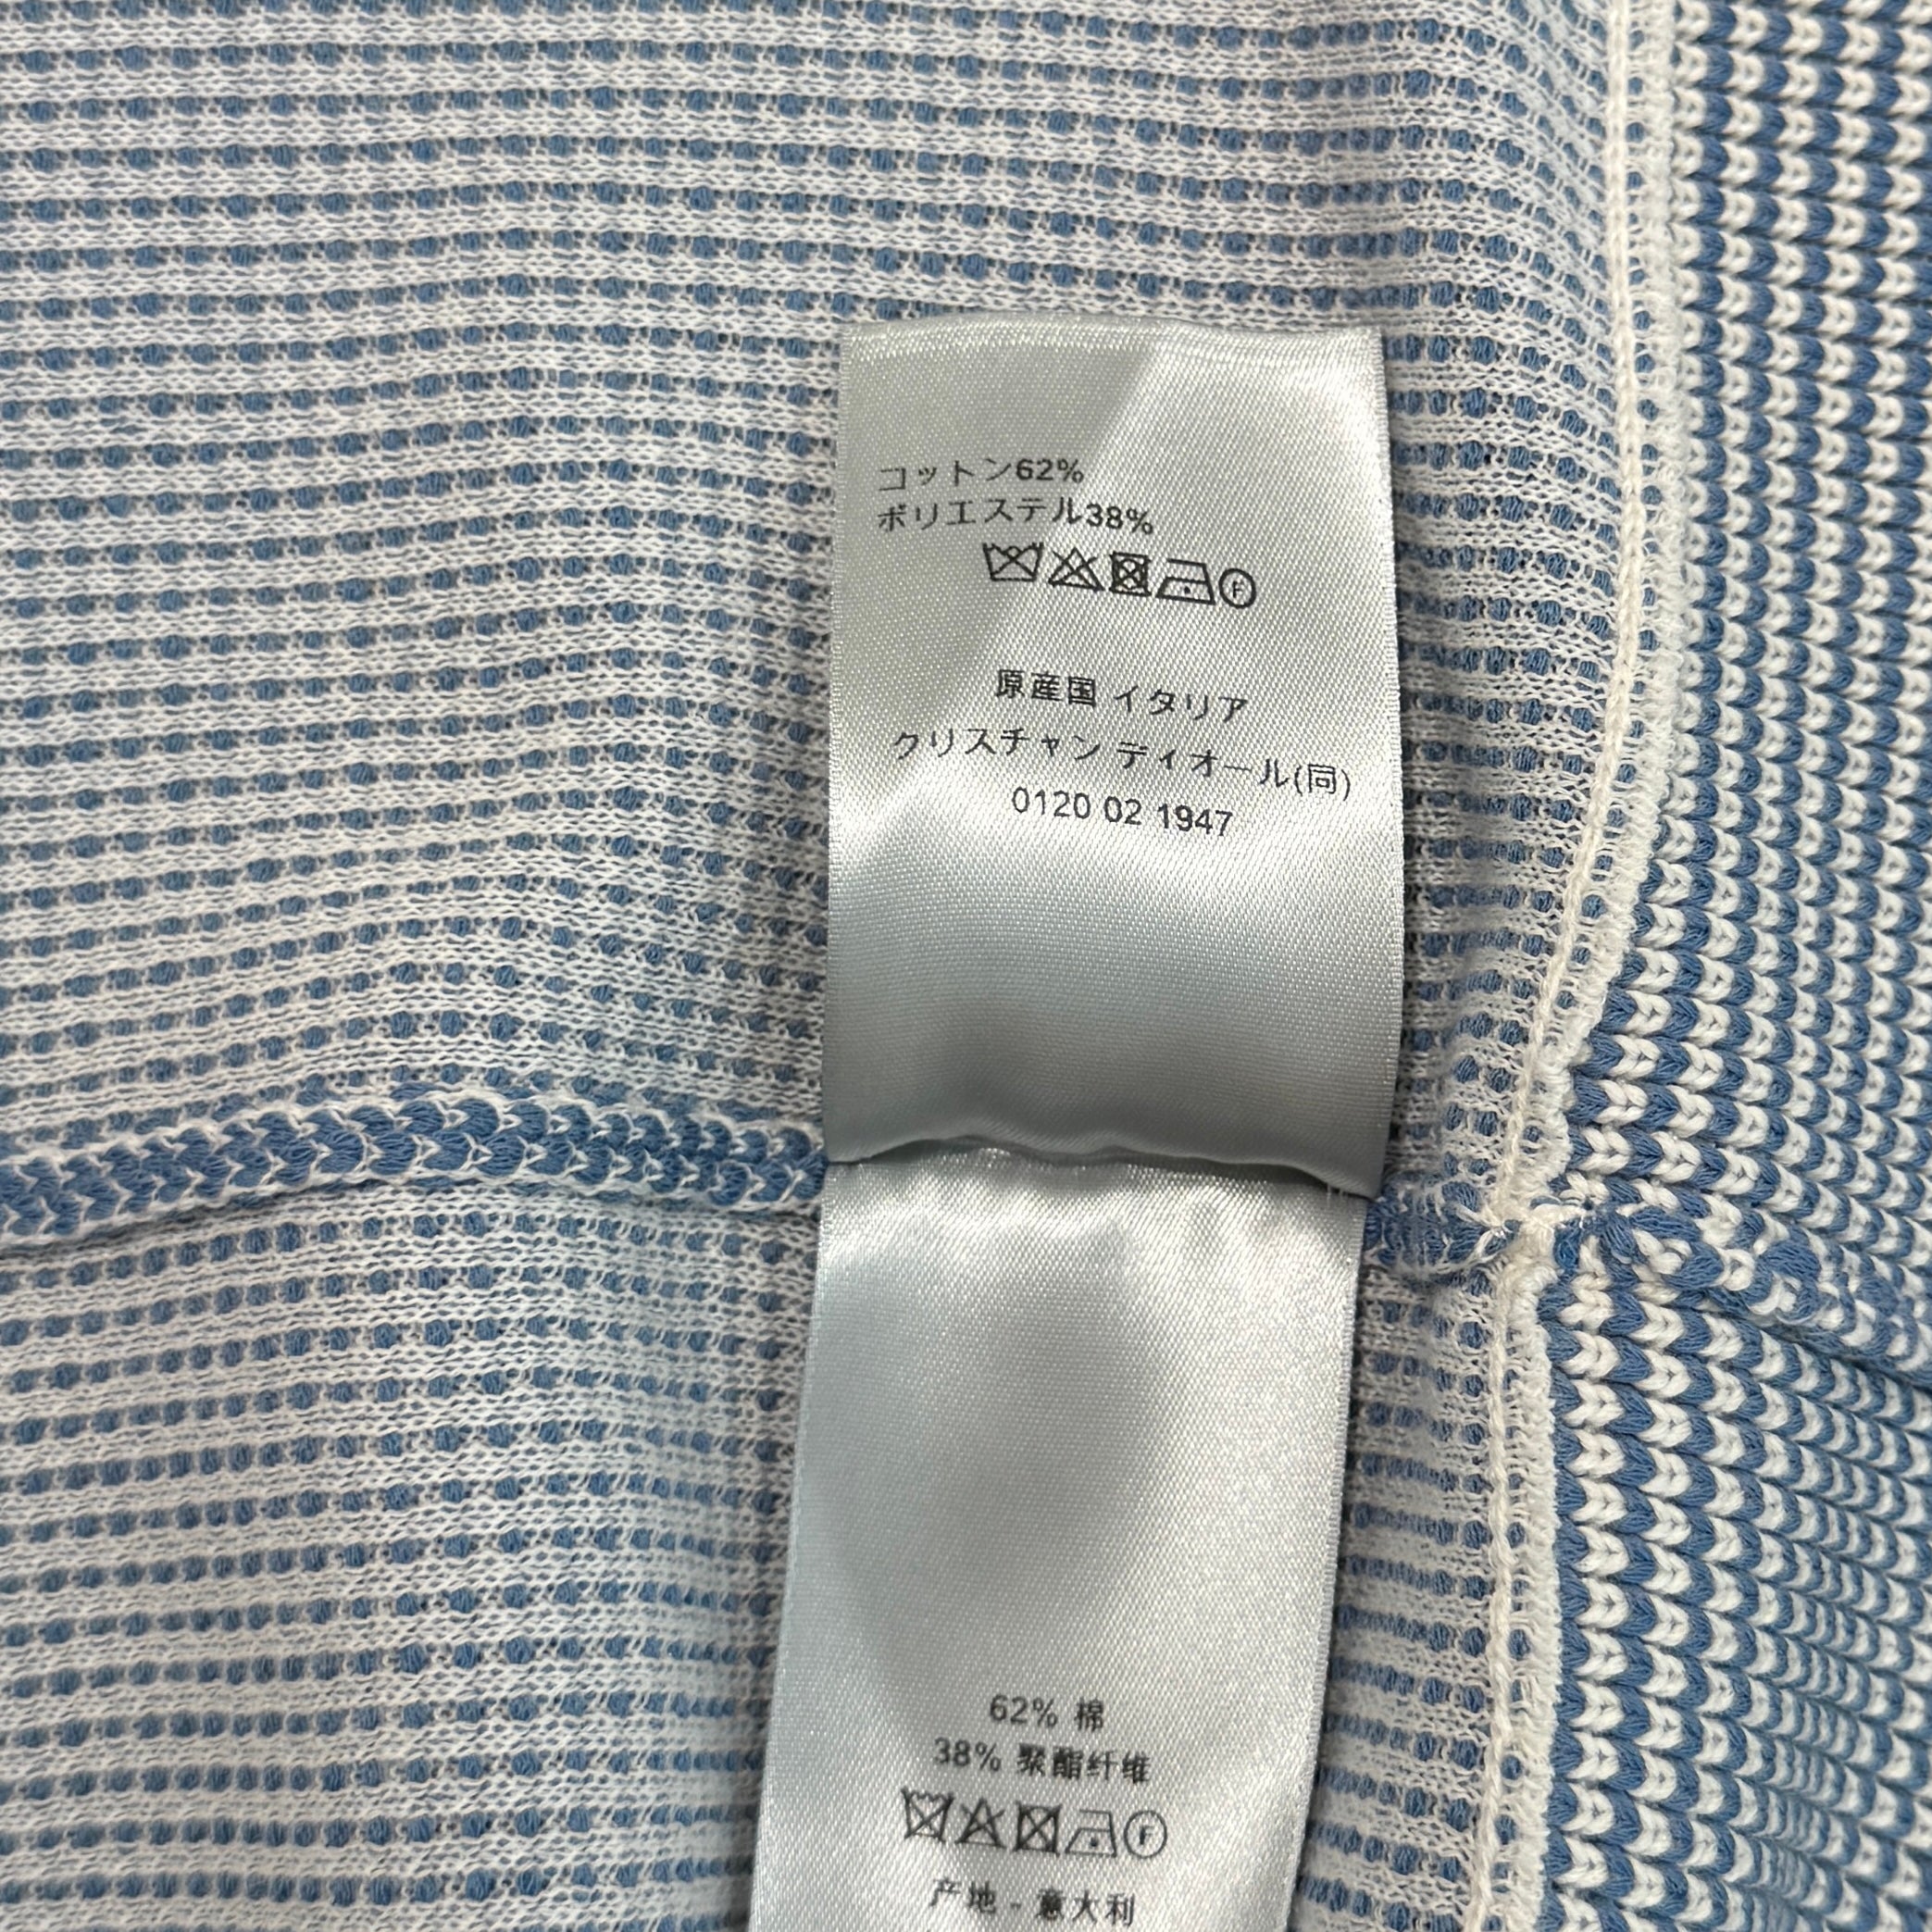 コットン62%
ポリエステル38%
F
原産国 イタリア
クリスチャン ディオール(同)
0120 02 1947
62% 棉
38% 聚酯纤维
F
产地 - 意大利